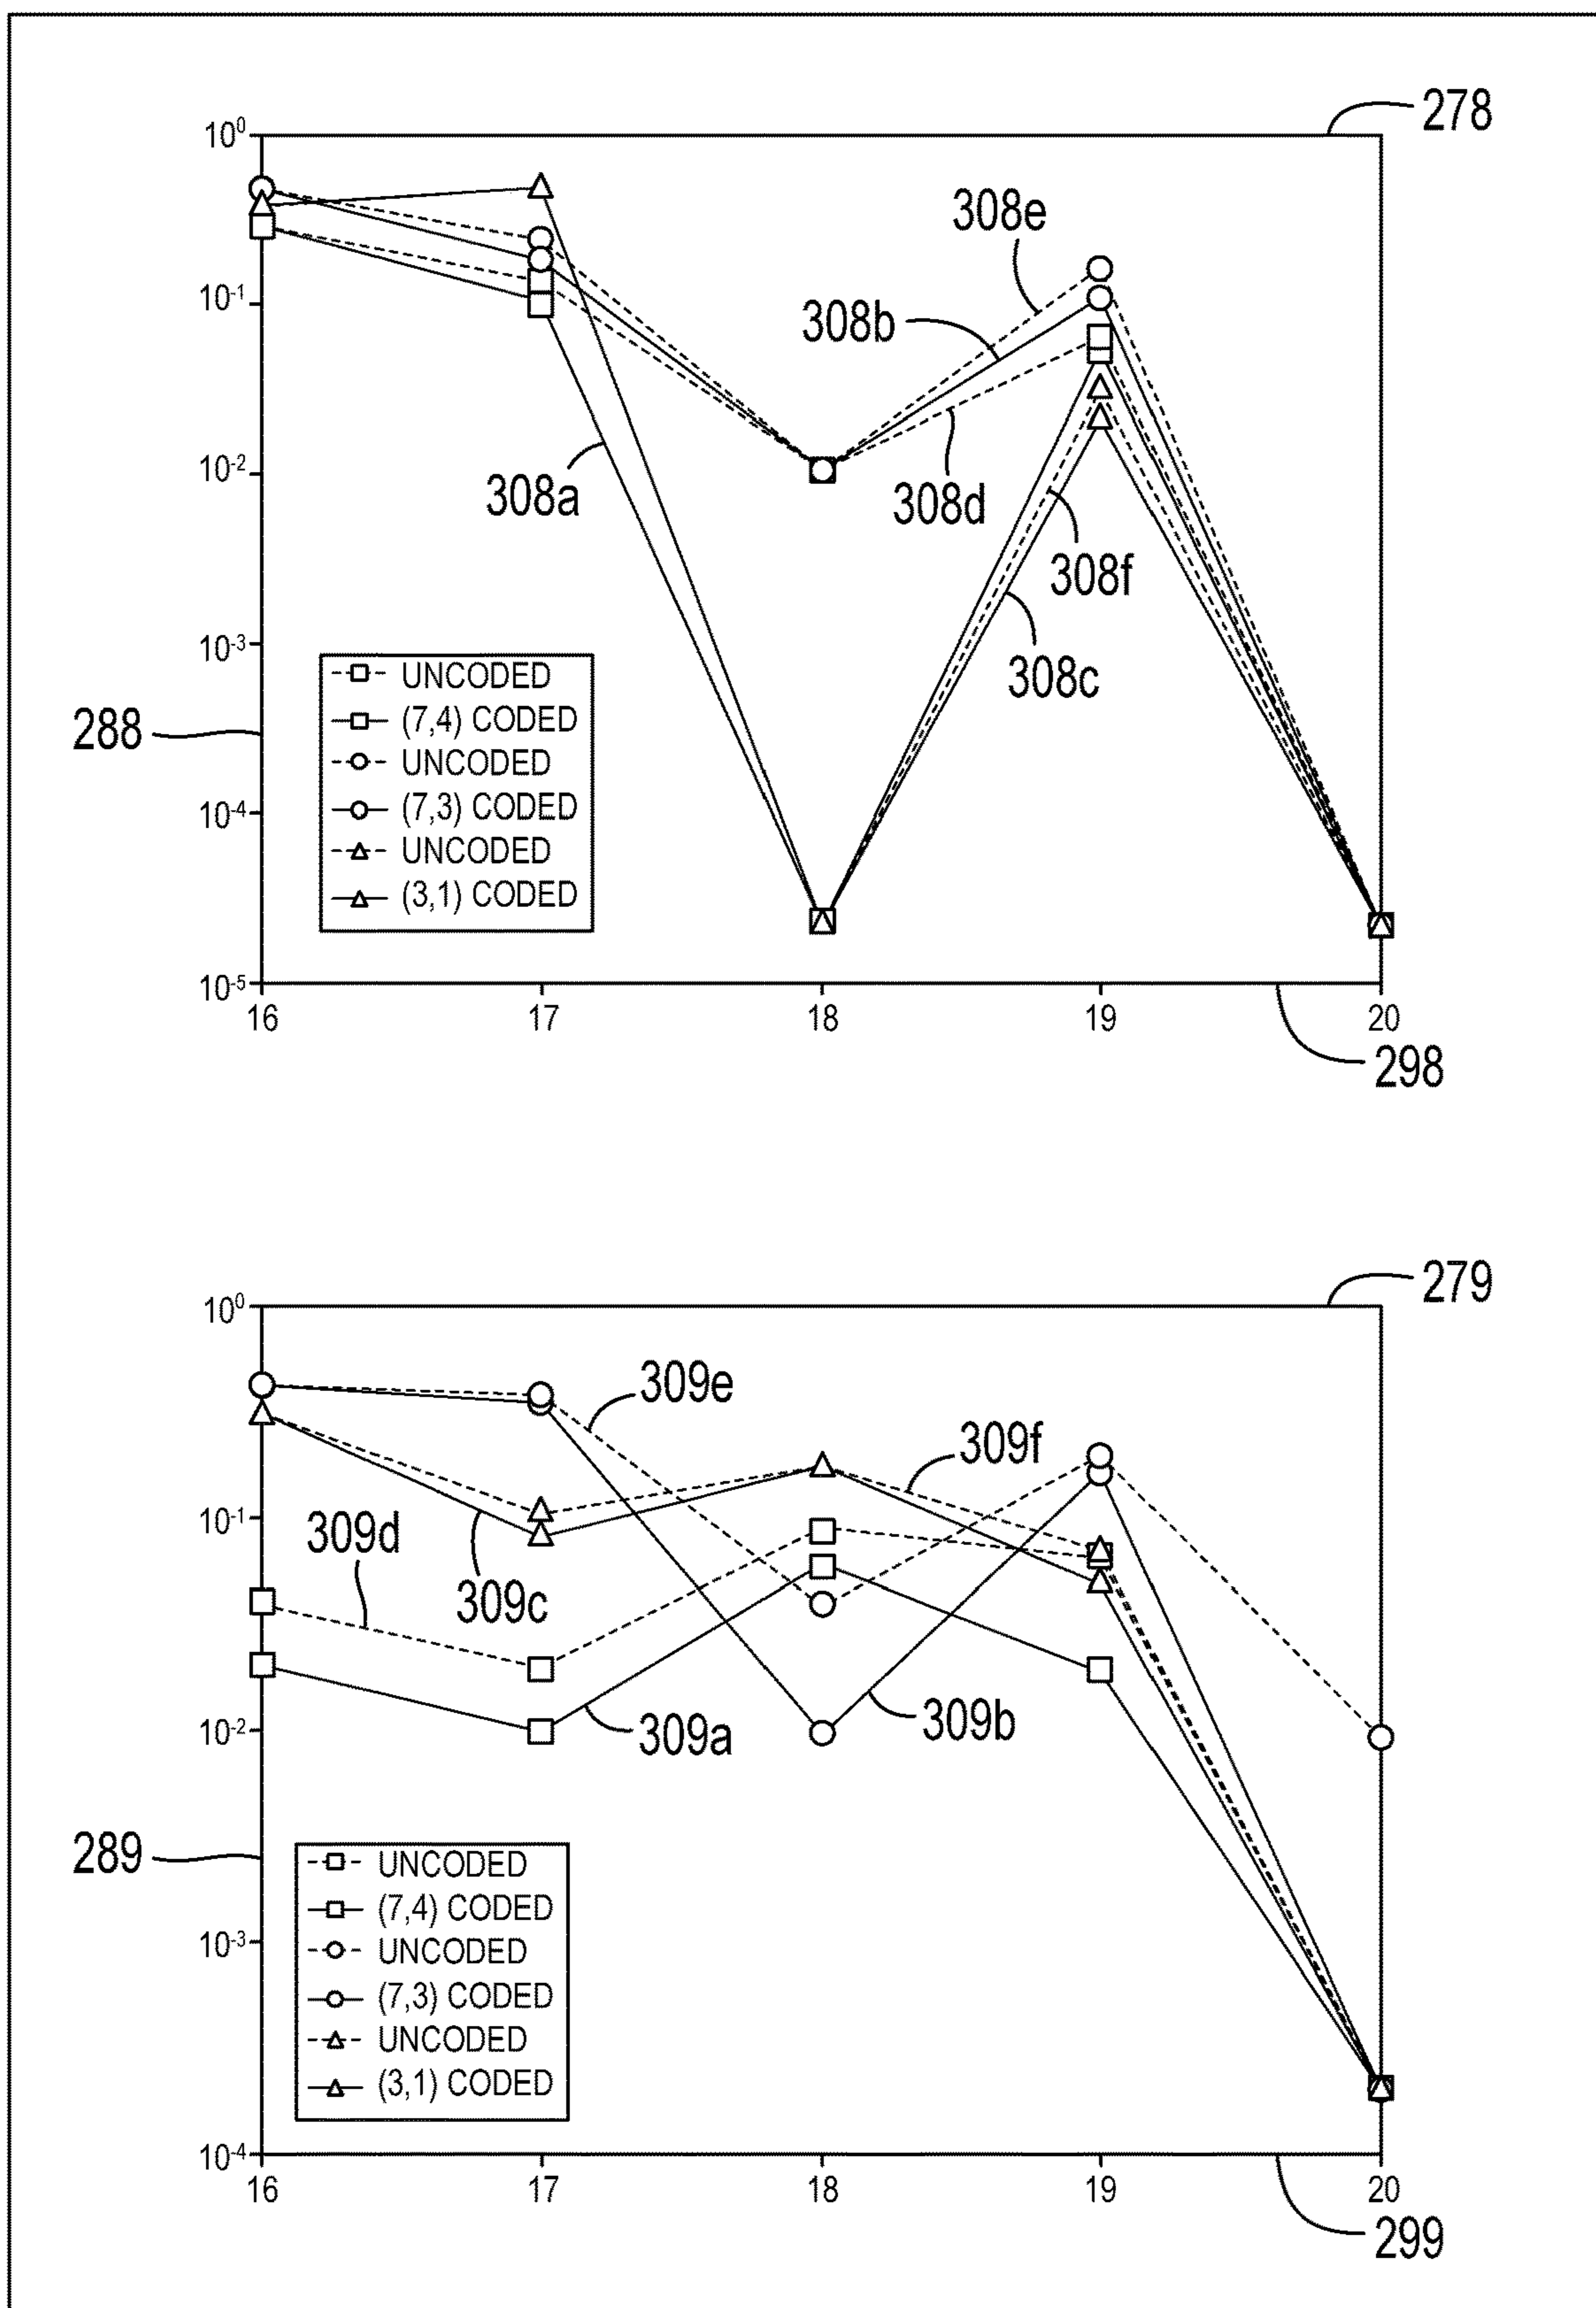 278
10⁰
308e
308b
10⁻¹
308a
308d
10⁻²
308f
308c
10⁻³
UNCODED
(7,4) CODED
UNCODED
(7,3) CODED
UNCODED
(3,1) CODED
288
10⁻⁴
10⁻⁵
16 17 18 19 20
298
279
10⁰
309e
309f
10⁻¹
309d
309c
309a
309b
10⁻²
289
UNCODED
(7,4) CODED
UNCODED
(7,3) CODED
UNCODED
(3,1) CODED
10⁻³
10⁻⁴
16 17 18 19 20
299